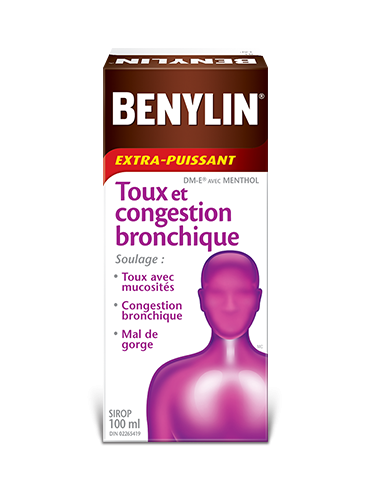 BENYLIN
BENYLIN®
EXTRA-PUISSANT
DM-E® AVEC MENTHOL
Toux et
congestion
bronchique
Soulage :
• Toux avec
mucosités
• Congestion
bronchique
• Mal de
gorge
SIROP
100 ml
DIN 02265419